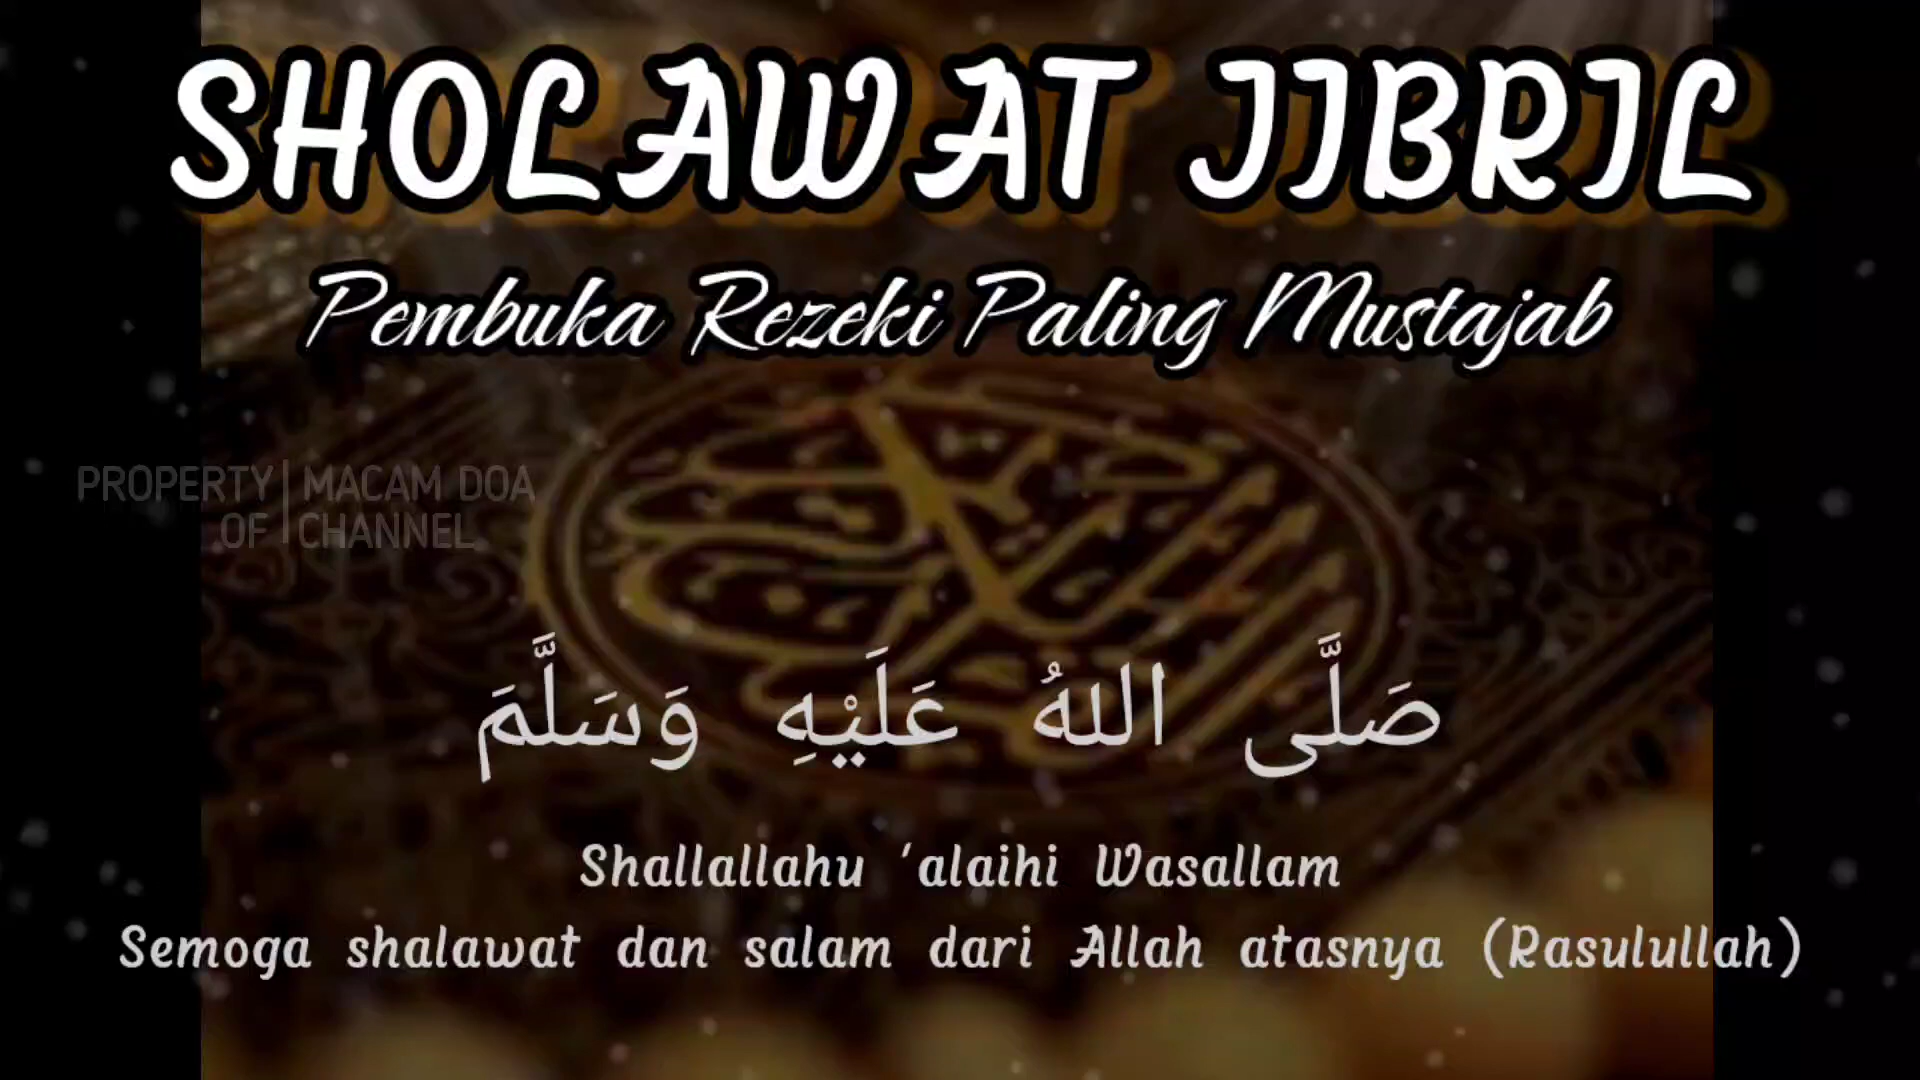 SHOLAWAT JIBRIL
Pembuka Rezeki Paling Mustajab
PROPERTY | MACAM DOA
OF | CHANNEL
صَلَّى اللهُ عَلَيْهِ وَسَلَّمَ
Shallallahu 'alaihi Wasallam
Semoga shalawat dan salam dari Allah atasnya (Rasulullah)